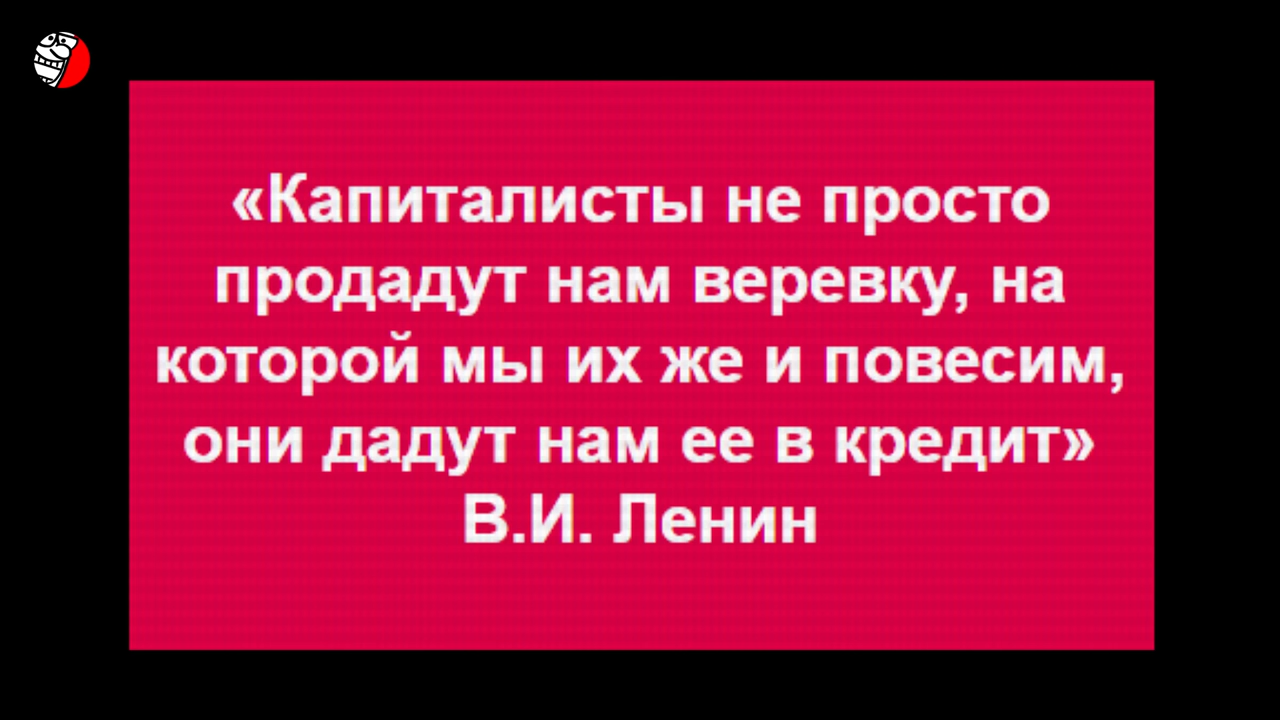 «Капиталисты не просто
продадут нам веревку, на
которой мы их же и повесим,
они дадут нам ее в кредит»
В.И. Ленин